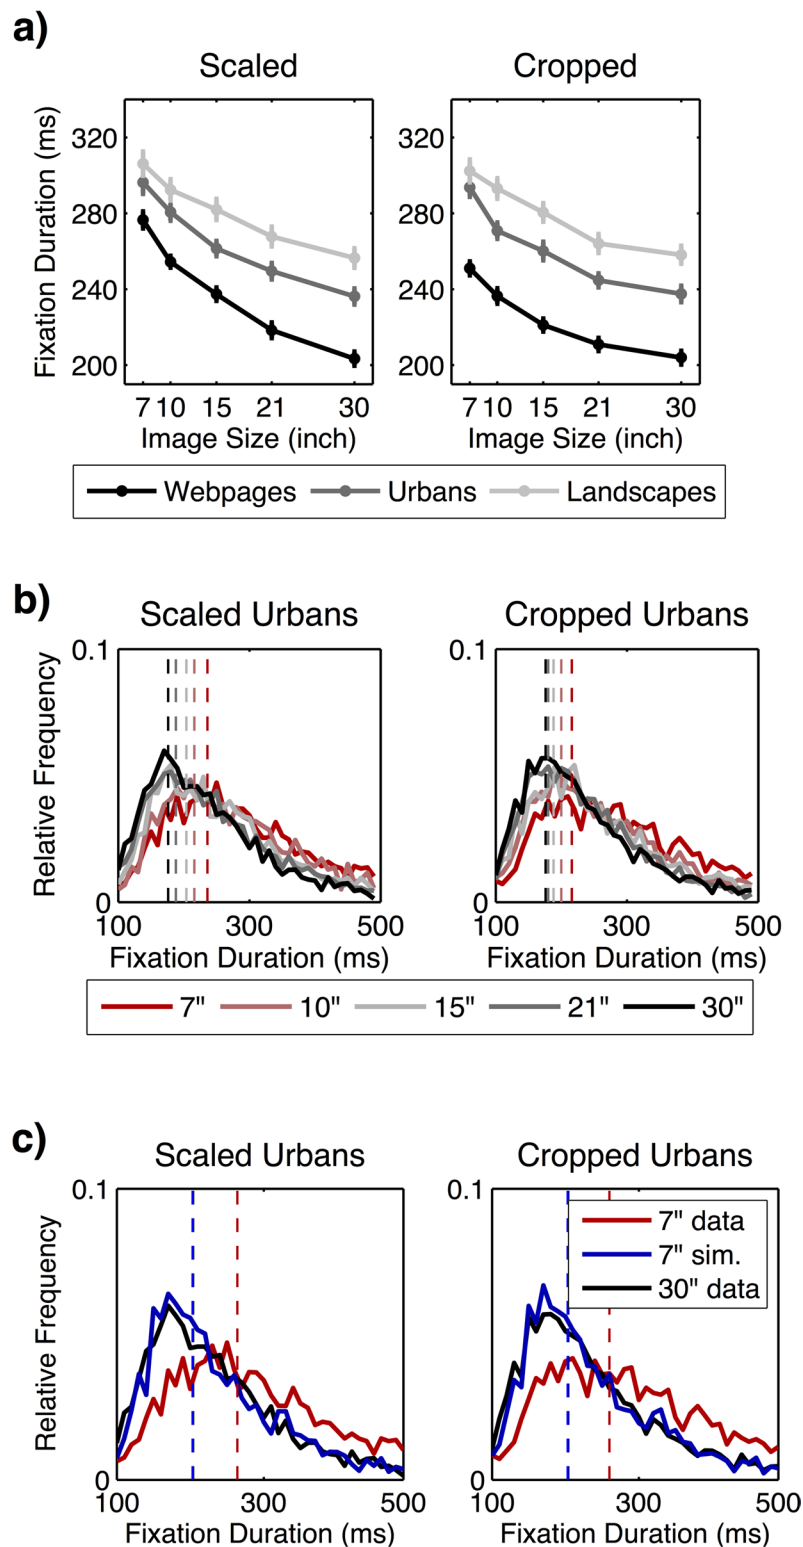 a)
Scaled Cropped
Fixation Duration (ms)
320 320
280 280
240 240
200 200
7 10 15 21 30 7 10 15 21 30
Image Size (inch) Image Size (inch)
Webpages Urbans Landscapes
b)
Scaled Urbans Cropped Urbans
Relative Frequency
0.1 0.1
0 0
100 300 500 100 300 500
Fixation Duration (ms) Fixation Duration (ms)
7" 10" 15" 21" 30"
c)
Scaled Urbans Cropped Urbans
Relative Frequency
0.1 0.1
7" data
7" sim.
30" data
0 0
100 300 500 100 300 500
Fixation Duration (ms) Fixation Duration (ms)